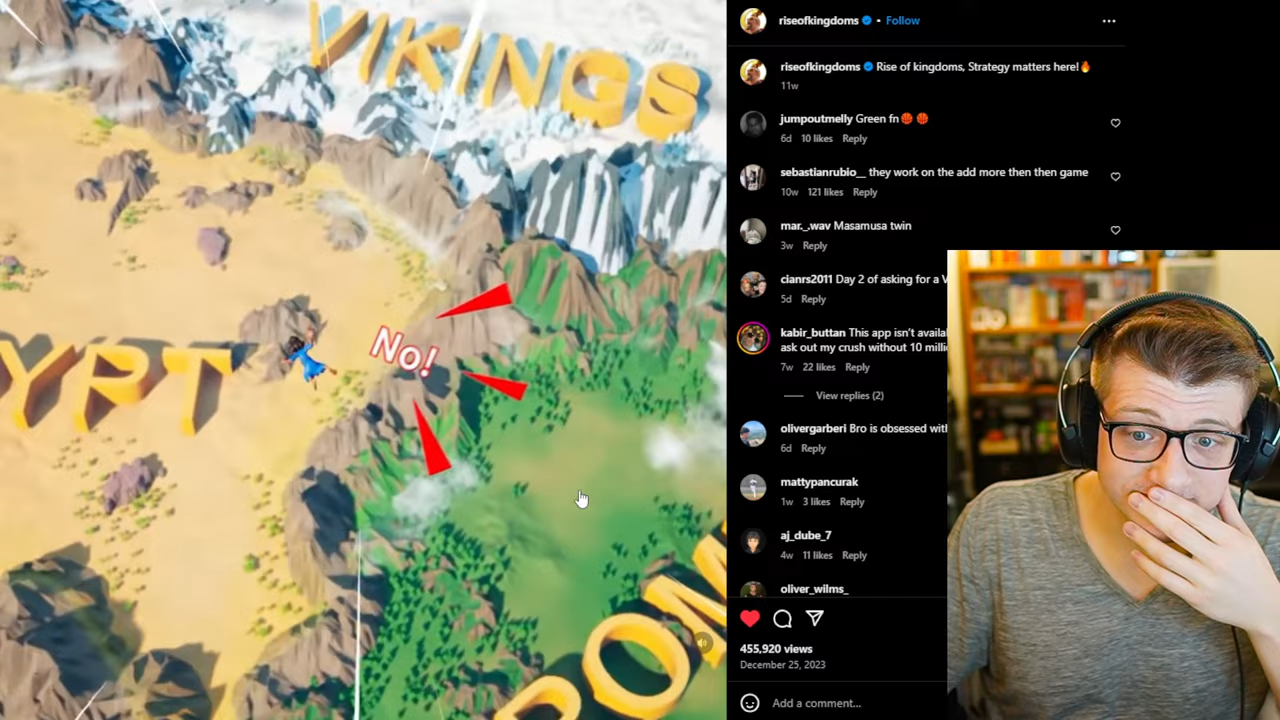 VIKINGS
YPT
No!
riseofkingdoms • Follow
riseofkingdoms Rise of kingdoms, Strategy matters here!🔥
11w
jumpoutmelly Green fn🏀 🏀
6d 10 likes Reply
sebastianrubio__ they work on the add more then then game
10w 121 likes Reply
mar._.wav Masamusa twin
3w Reply
cianrs2011 Day 2 of asking for a V
5d Reply
kabir_buttan This app isn't availa
ask out my crush without 10 milli
7w 22 likes Reply
View replies (2)
olivergarberi Bro is obsessed wit
6d Reply
mattypancurak
1w 3 likes Reply
aj_dube_7
4w 11 likes Reply
oliver_wilms_
455,920 views
December 25, 2023
Add a comment...